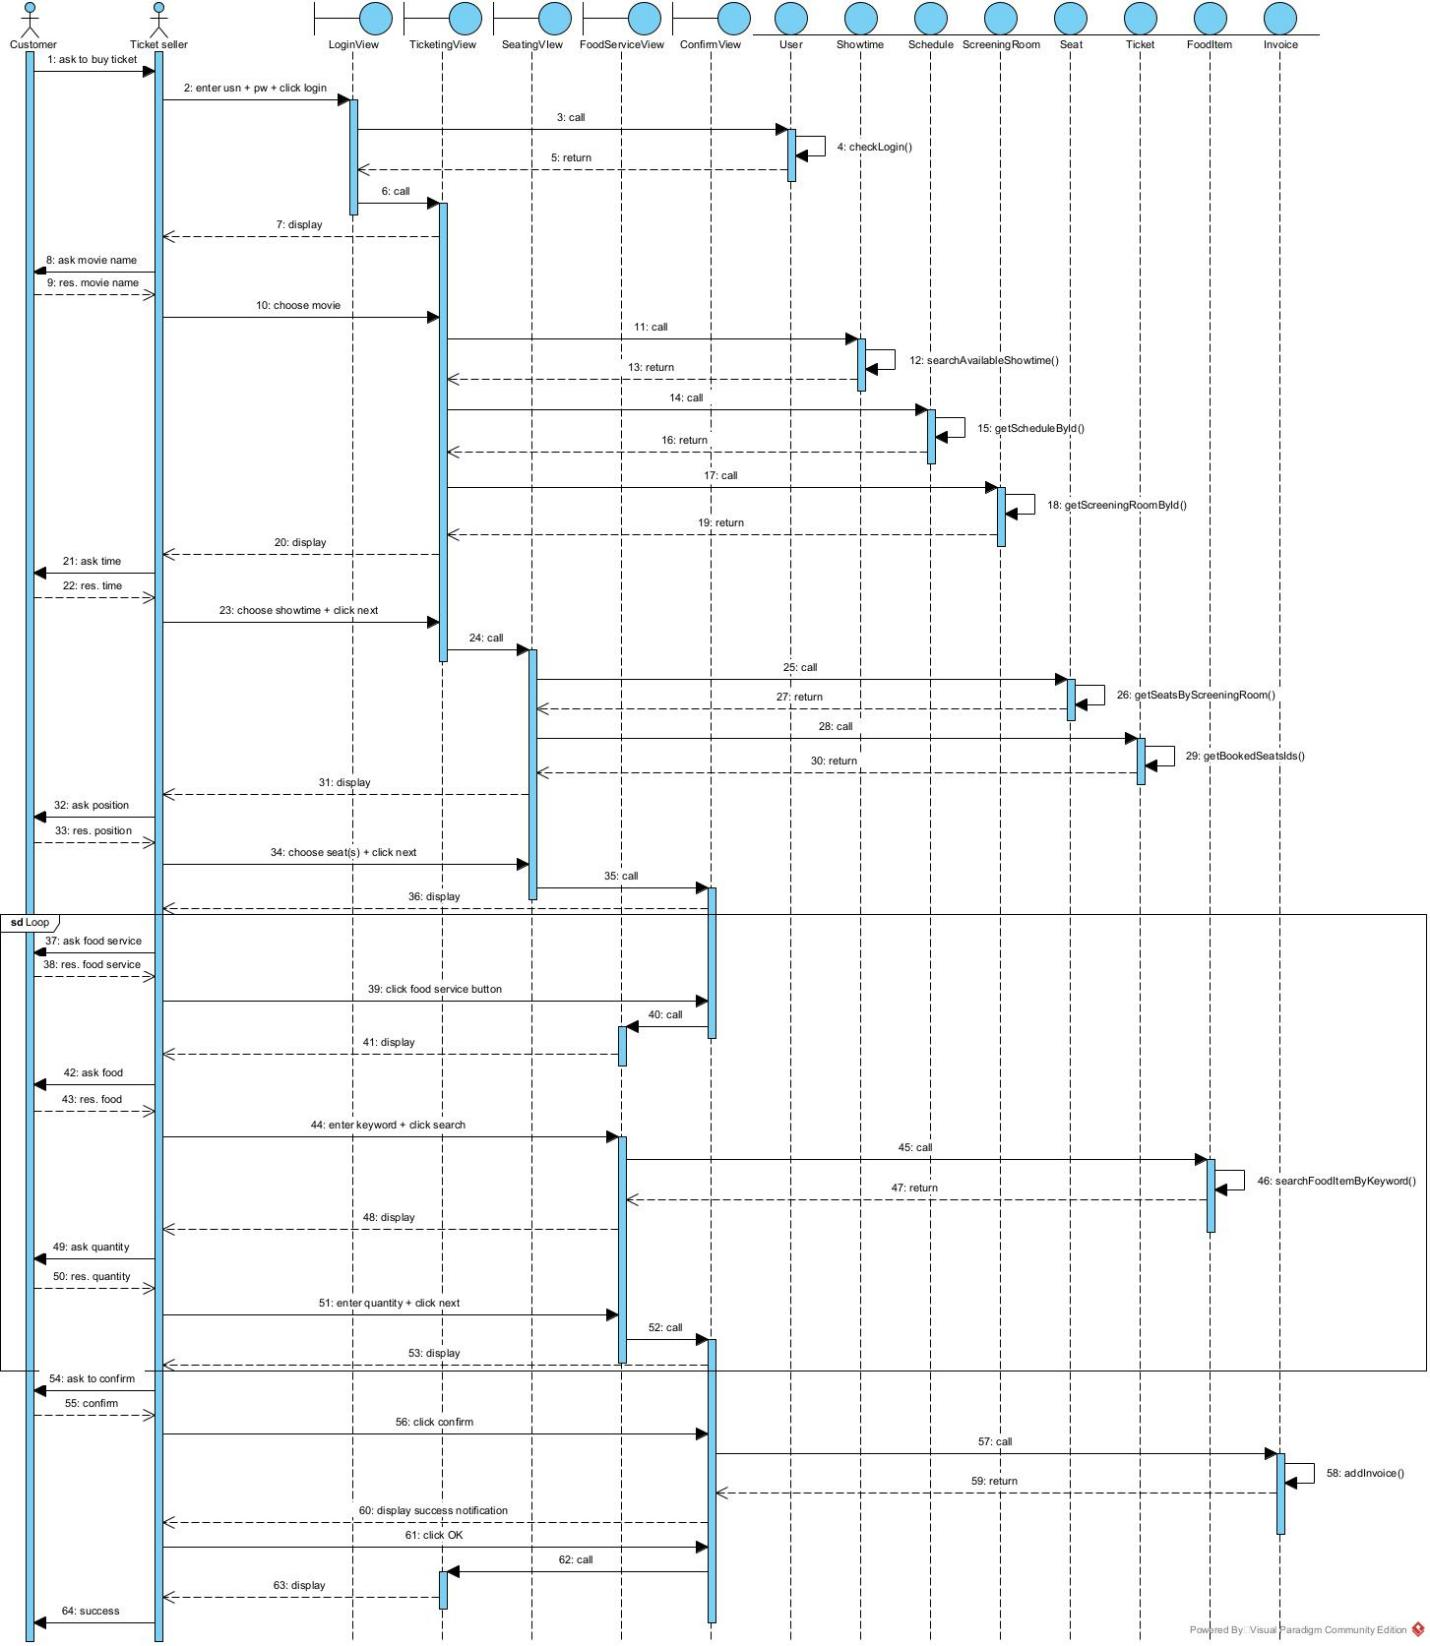 Customer
Ticket seller
LoginView
TicketingView
SeatingView
FoodServiceView
ConfirmView
User
Showtime
Schedule
ScreeningRoom
Seat
Ticket
FoodItem
Invoice
1: ask to buy ticket
2: enter usn + pw + click login
3: call
4: checkLogin()
5: return
6: call
7: display
8: ask movie name
9: res. movie name
10: choose movie
11: call
12: searchAvailableShowtime()
13: return
14: call
15: getScheduleById()
16: return
17: call
18: getScreeningRoomById()
19: return
20: display
21: ask time
22: res. time
23: choose showtime + click next
24: call
25: call
26: getSeatsByScreeningRoom()
27: return
28: call
29: getBookedSeatsIds()
30: return
31: display
32: ask position
33: res. position
34: choose seat(s) + click next
35: call
36: display
sd Loop
37: ask food service
38: res. food service
39: click food service button
40: call
41: display
42: ask food
43: res. food
44: enter keyword + click search
45: call
46: searchFoodItemByKeyword()
47: return
48: display
49: ask quantity
50: res. quantity
51: enter quantity + click next
52: call
53: display
54: ask to confirm
55: confirm
56: click confirm
57: call
58: addInvoice()
59: return
60: display success notification
61: click OK
62: call
63: display
64: success
Powered By Visual Paradigm Community Edition